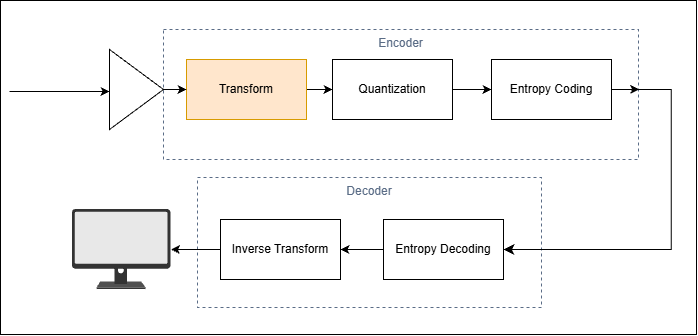 Encoder
Transform
Quantization
Entropy Coding
Decoder
Inverse Transform
Entropy Decoding